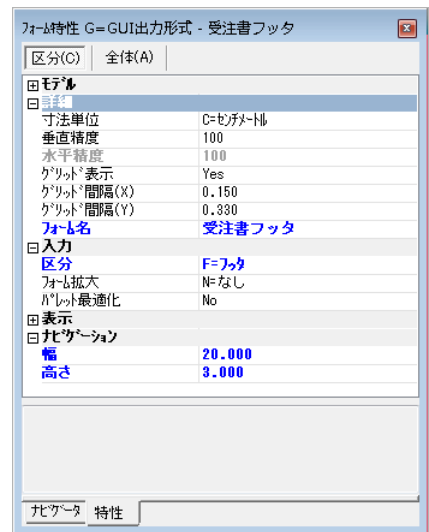 ﾌｫｰﾑ特性 G=GUI出力形式 - 受注書フッタ
区分(C) 全体(A)
ﾓﾃﾞﾙ
詳細
寸法単位 C=ｾﾝﾁﾒｰﾄﾙ
垂直精度 100
水平精度 100
ｸﾞﾘｯﾄﾞ表示 Yes
ｸﾞﾘｯﾄﾞ間隔(X) 0.150
ｸﾞﾘｯﾄﾞ間隔(Y) 0.330
ﾌｫｰﾑ名 受注書フッタ
入力
区分 F=ﾌｯﾀ
ﾌｫｰﾑ拡大 N=なし
ﾊﾟﾚｯﾄ最適化 No
表示
ﾅﾋﾞｹﾞｰｼｮﾝ
幅 20.000
高さ 3.000
ﾅﾋﾞｹﾞｰﾀ 特性